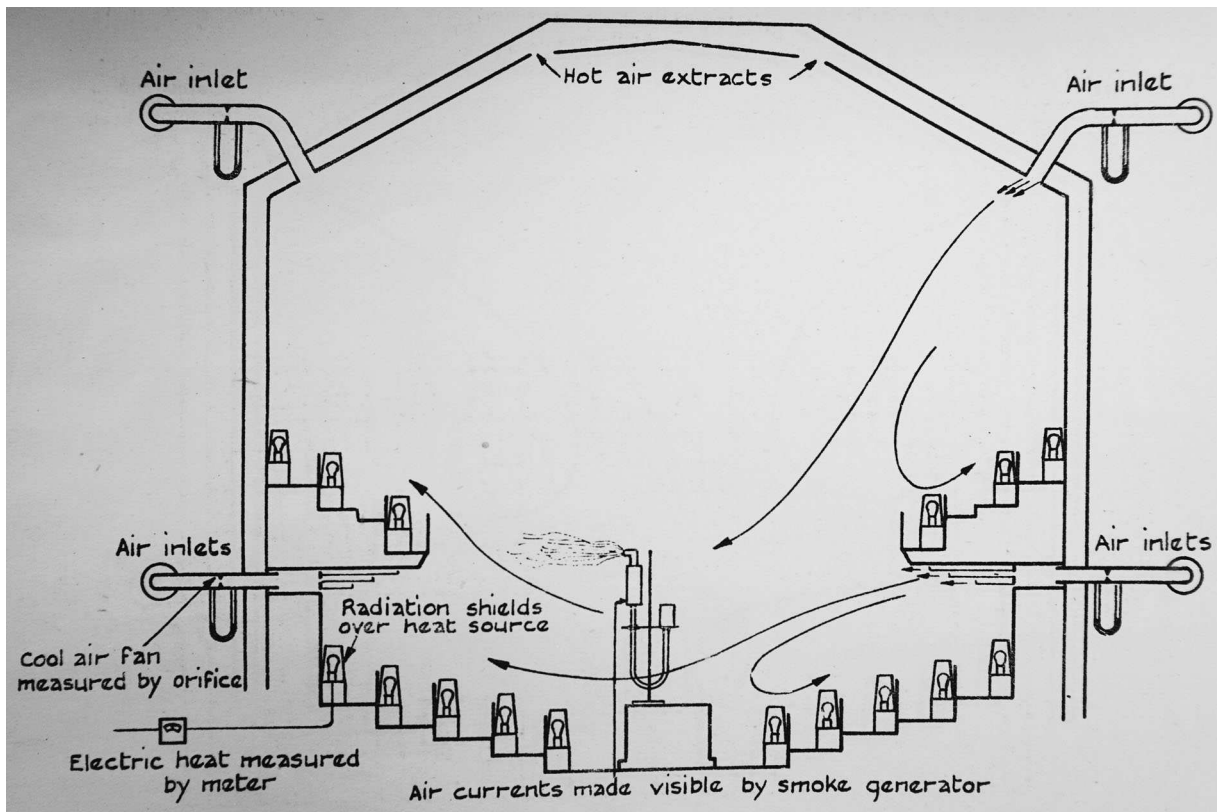 Hot air extracts
Air inlet
Air inlet
Air inlets
Air inlets
Radiation shields
over heat source
Cool air fan
measured by orifice
Electric heat measured
by meter
Air currents made visible by smoke generator